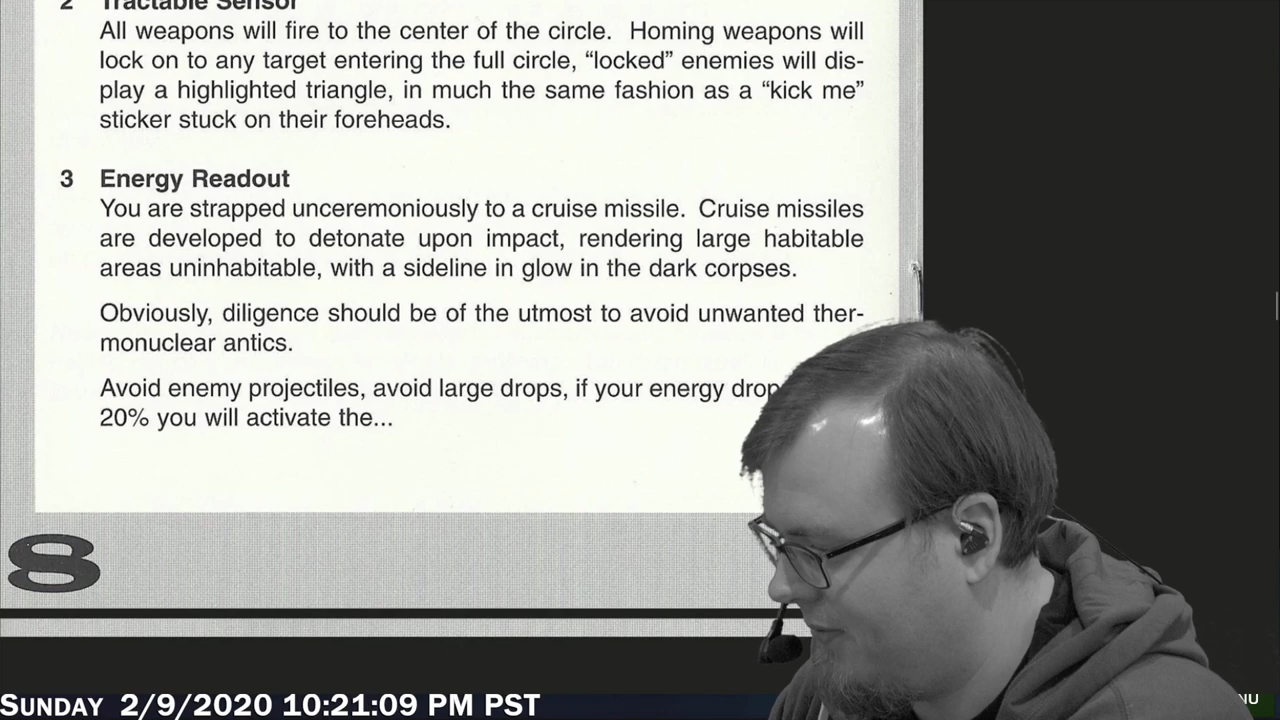 2 Tractable Sensor
All weapons will fire to the center of the circle. Homing weapons will
lock on to any target entering the full circle, “locked” enemies will dis-
play a highlighted triangle, in much the same fashion as a “kick me”
sticker stuck on their foreheads.
3 Energy Readout
You are strapped unceremoniously to a cruise missile. Cruise missiles
are developed to detonate upon impact, rendering large habitable
areas uninhabitable, with a sideline in glow in the dark corpses.
Obviously, diligence should be of the utmost to avoid unwanted ther-
monuclear antics.
Avoid enemy projectiles, avoid large drops, if your energy drop
20% you will activate the...
8
SUNDAY 2/9/2020 10:21:09 PM PST
NU